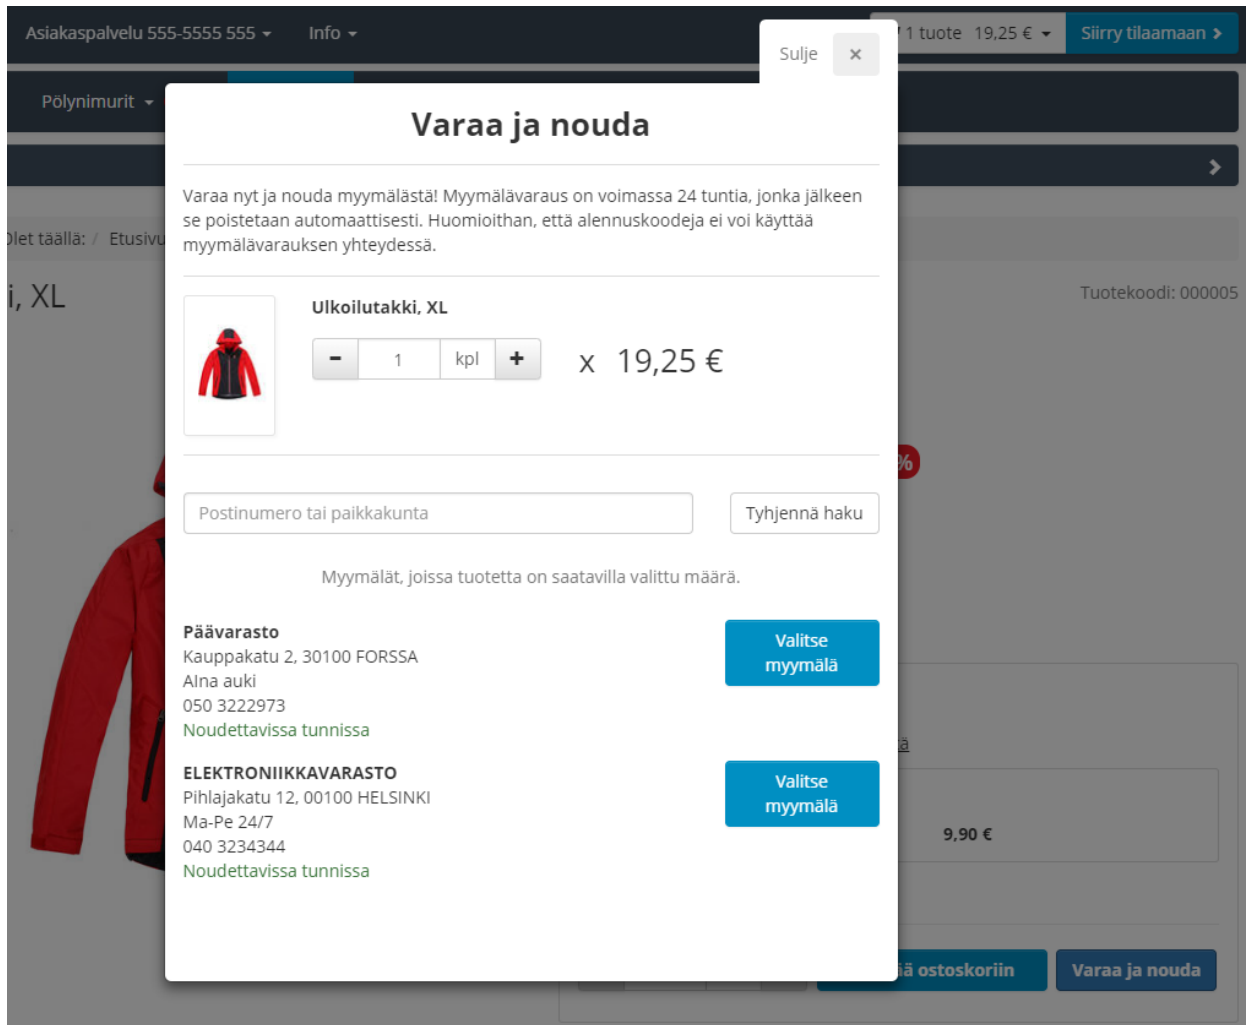 Asiakaspalvelu 555-5555 555
Info
1 tuote 19,25 €
Siirry tilaamaan
Sulje ×
Pölynimurit
Varaa ja nouda
Varaa nyt ja nouda myymälästä! Myymälävaraus on voimassa 24 tuntia, jonka jälkeen
se poistetaan automaattisesti. Huomioithan, että alennuskoodeja ei voi käyttää
myymälävarauksen yhteydessä.
Olet täällä: / Etusivu
i, XL
Tuotekoodi: 000005
Ulkoilutakki, XL
- 1 kpl + x 19,25 €
%
Postinumero tai paikkakunta
Tyhjennä haku
Myymälät, joissa tuotetta on saatavilla valittu määrä.
Päävarasto
Kauppakatu 2, 30100 FORSSA
AIna auki
050 3222973
Noudettavissa tunnissa
Valitse
myymälä
ELEKTRONIIKKAVARASTO
Pihlajakatu 12, 00100 HELSINKI
Ma-Pe 24/7
040 3234344
Noudettavissa tunnissa
Valitse
myymälä
9,90 €
ää ostoskoriin
Varaa ja nouda